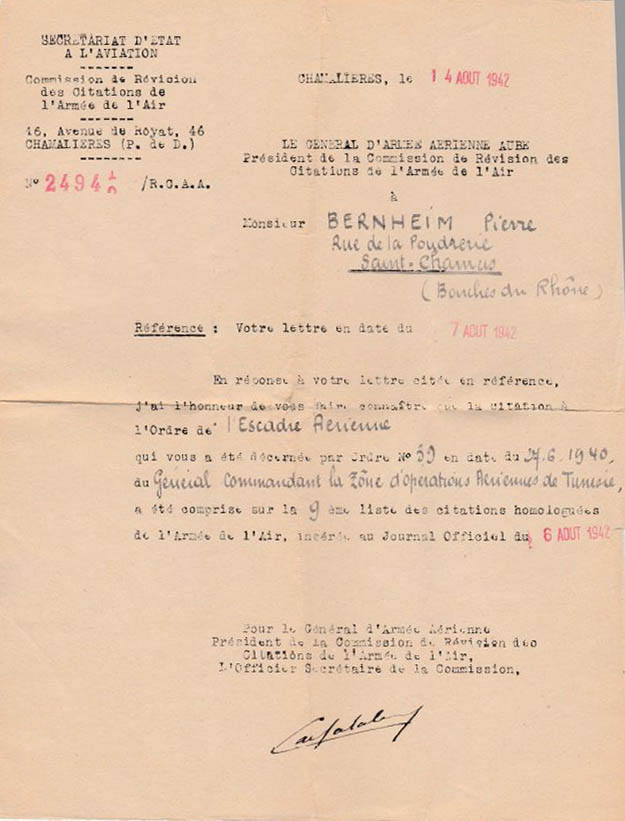 SECRETARIAT D'ETAT
A L'AVIATION
-------
Commission de Révision
des Citations de
l'Armée de l'Air
--------
46, Avenue de Royat, 46
CHAMALIERES (P. de D.)
--------
N° 2494 /R.C.A.A.
CHAMALIERES, le 14 AOUT 1942
LE GENERAL D'ARMEE AERIENNE AUBE
Président de la Commission de Révision des
Citations de l'Armée de l'Air
à
Monsieur BERNHEIM Pierre
Rue de la Poudrerie
Saint-Chamas
(Bouches du Rhône)
Référence : Votre lettre en date du 7 AOUT 1942
En réponse à votre lettre citée en référence,
j'ai l'honneur de vous faire connaître que la citation à
l'Ordre de l'Escadre Aérienne
qui vous a été décernée par Ordre N° 39 en date du 27.6.1940.
du Général Commandant la Zône d'opérations Aériennes de Tunisie,
a été comprise sur la 9 ème liste des citations homologuées
de l'Armée de l'Air, insérée au Journal Officiel du 6 AOUT 1942
Pour le Général d'Armée Aérienne
Président de la Commission de Révision des
Citations de l'Armée de l'Air,
L'Officier Secrétaire de la Commission,